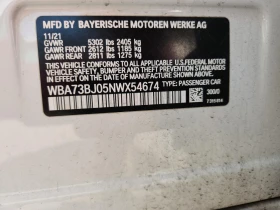 MFD BY BAYERISCHE MOTOREN WERKE AG
11/21
GVWR 5302 lbs 2405 kg
GAWR FRONT 2612 lbs 1185 kg
GAWR REAR 2811 lbs 1275 kg
THIS VEHICLE CONFORMS TO ALL APPLICABLE U.S. FEDERAL MOTOR
VEHICLE SAFETY, BUMPER, AND THEFT PREVENTION STANDARDS
IN EFFECT ON THE DATE OF MANUFACTURE SHOWN ABOVE.
WBA73BJ05NWX54674 TYPE: PASSENGER CAR
300/0